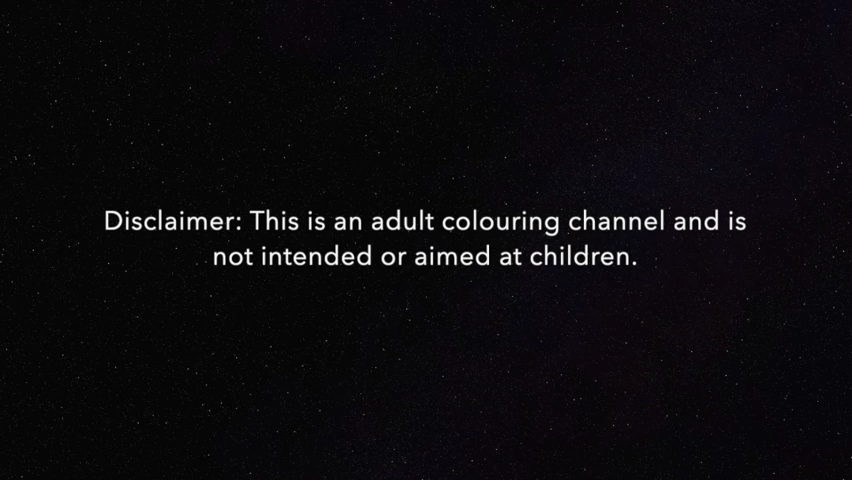 Disclaimer: This is an adult colouring channel and is
not intended or aimed at children.